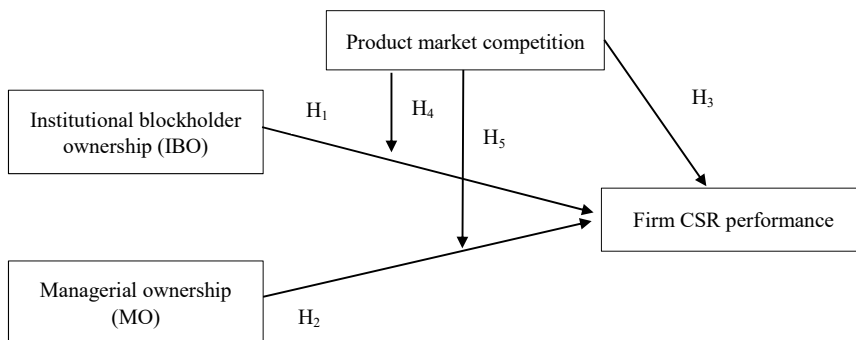 Product market competition
Institutional blockholder
ownership (IBO)
H₁
H₄
H₃
H₅
Firm CSR performance
Managerial ownership
(MO)
H₂